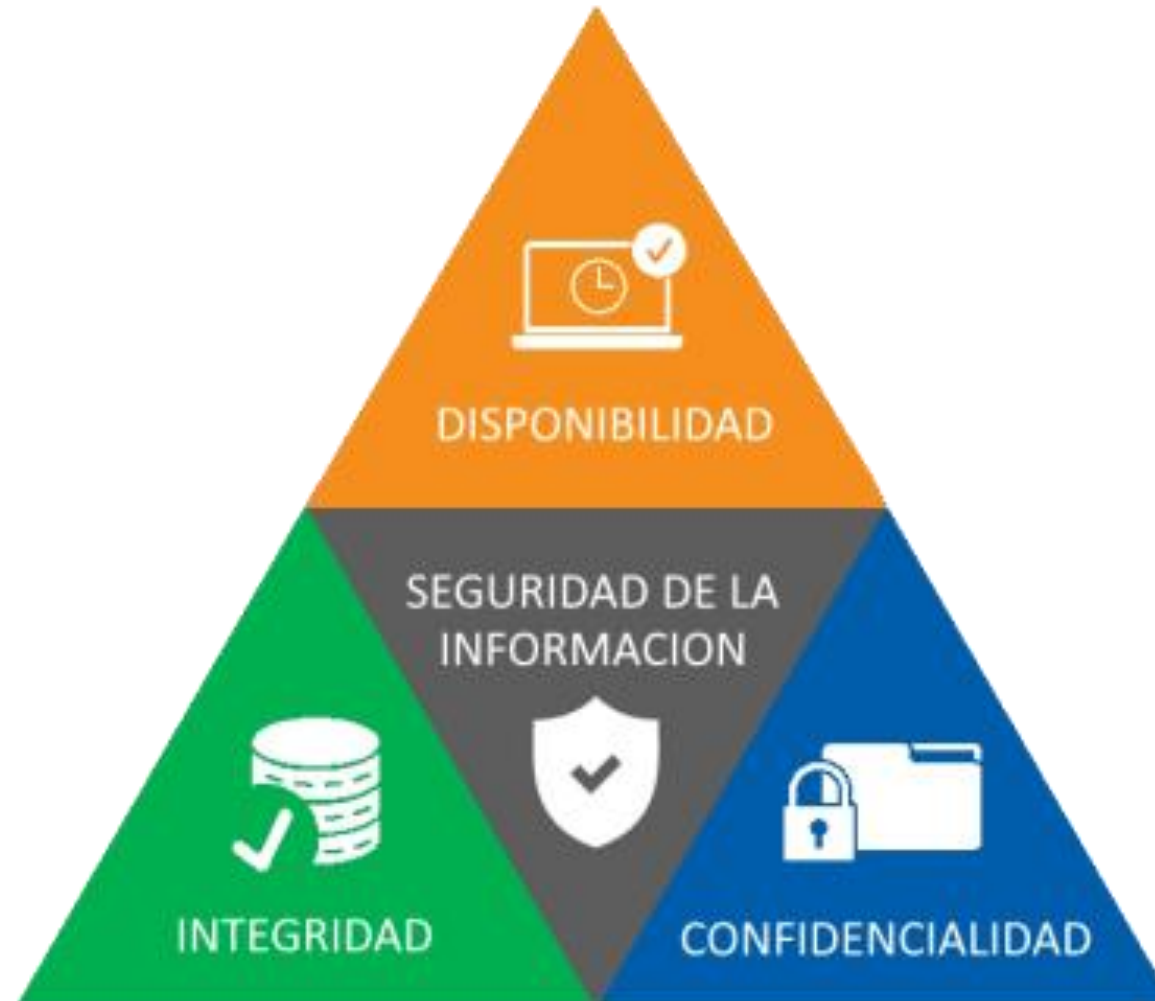 DISPONIBILIDAD
SEGURIDAD DE LA
INFORMACION
INTEGRIDAD
CONFIDENCIALIDAD